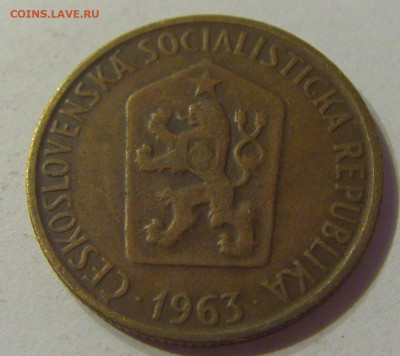 COINS.LAVE.RU
ČESKOSLOVENSKÁ SOCIALISTICKÁ REPUBLIKA
· 1963 ·